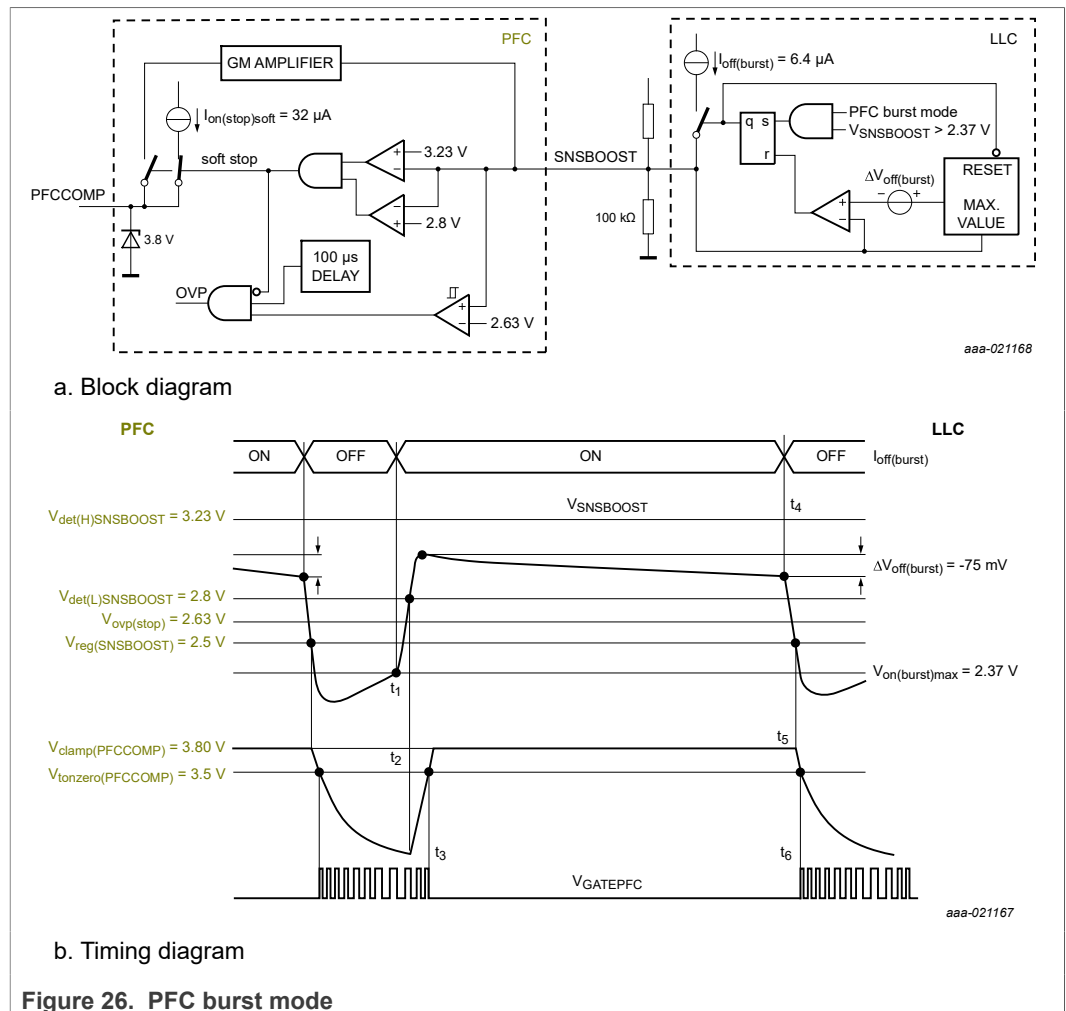 PFC
LLC
GM AMPLIFIER
Ion(stop)soft = 32 µA
Ioff(burst) = 6.4 µA
PFC burst mode
VSNSBOOST > 2.37 V
q s
r
soft stop
3.23 V
+
−
SNSBOOST
PFCCOMP
−
+
2.8 V
ΔVoff(burst)
− +
RESET
MAX.
VALUE
+
−
3.8 V
100 kΩ
100 µs
DELAY
OVP
+
−
2.63 V
aaa-021168
a. Block diagram
PFC
LLC
ON
OFF
ON
OFF
Ioff(burst)
VSNSBOOST
t4
Vdet(H)SNSBOOST = 3.23 V
ΔVoff(burst) = -75 mV
Vdet(L)SNSBOOST = 2.8 V
Vovp(stop) = 2.63 V
Vreg(SNSBOOST) = 2.5 V
Von(burst)max = 2.37 V
t1
Vclamp(PFCCOMP) = 3.80 V
t2
t5
Vtonzero(PFCCOMP) = 3.5 V
t3
t6
VGATEPFC
aaa-021167
b. Timing diagram
Figure 26. PFC burst mode